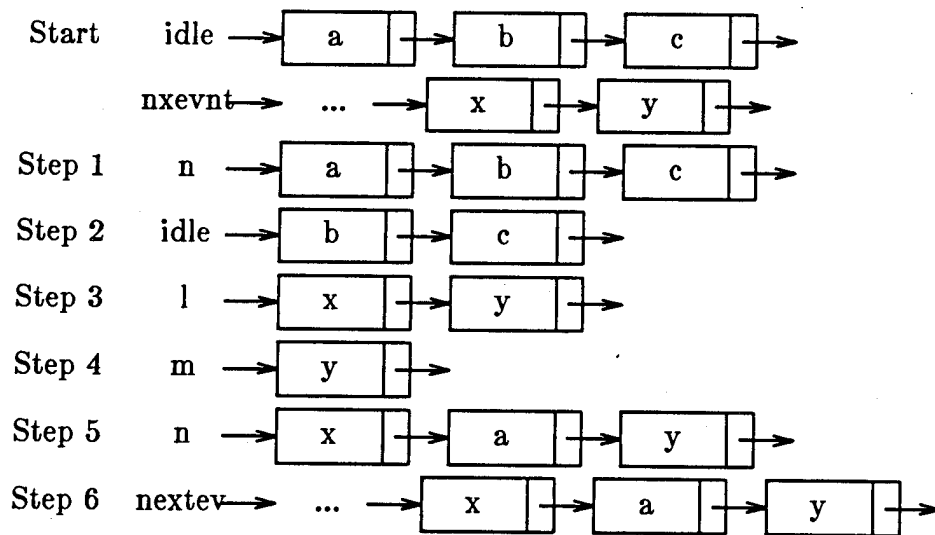 Start idle a b c
nxevnt ... x y
Step 1 n a b c
Step 2 idle b c
Step 3 l x y
Step 4 m y
Step 5 n x a y
Step 6 nextev ... x a y